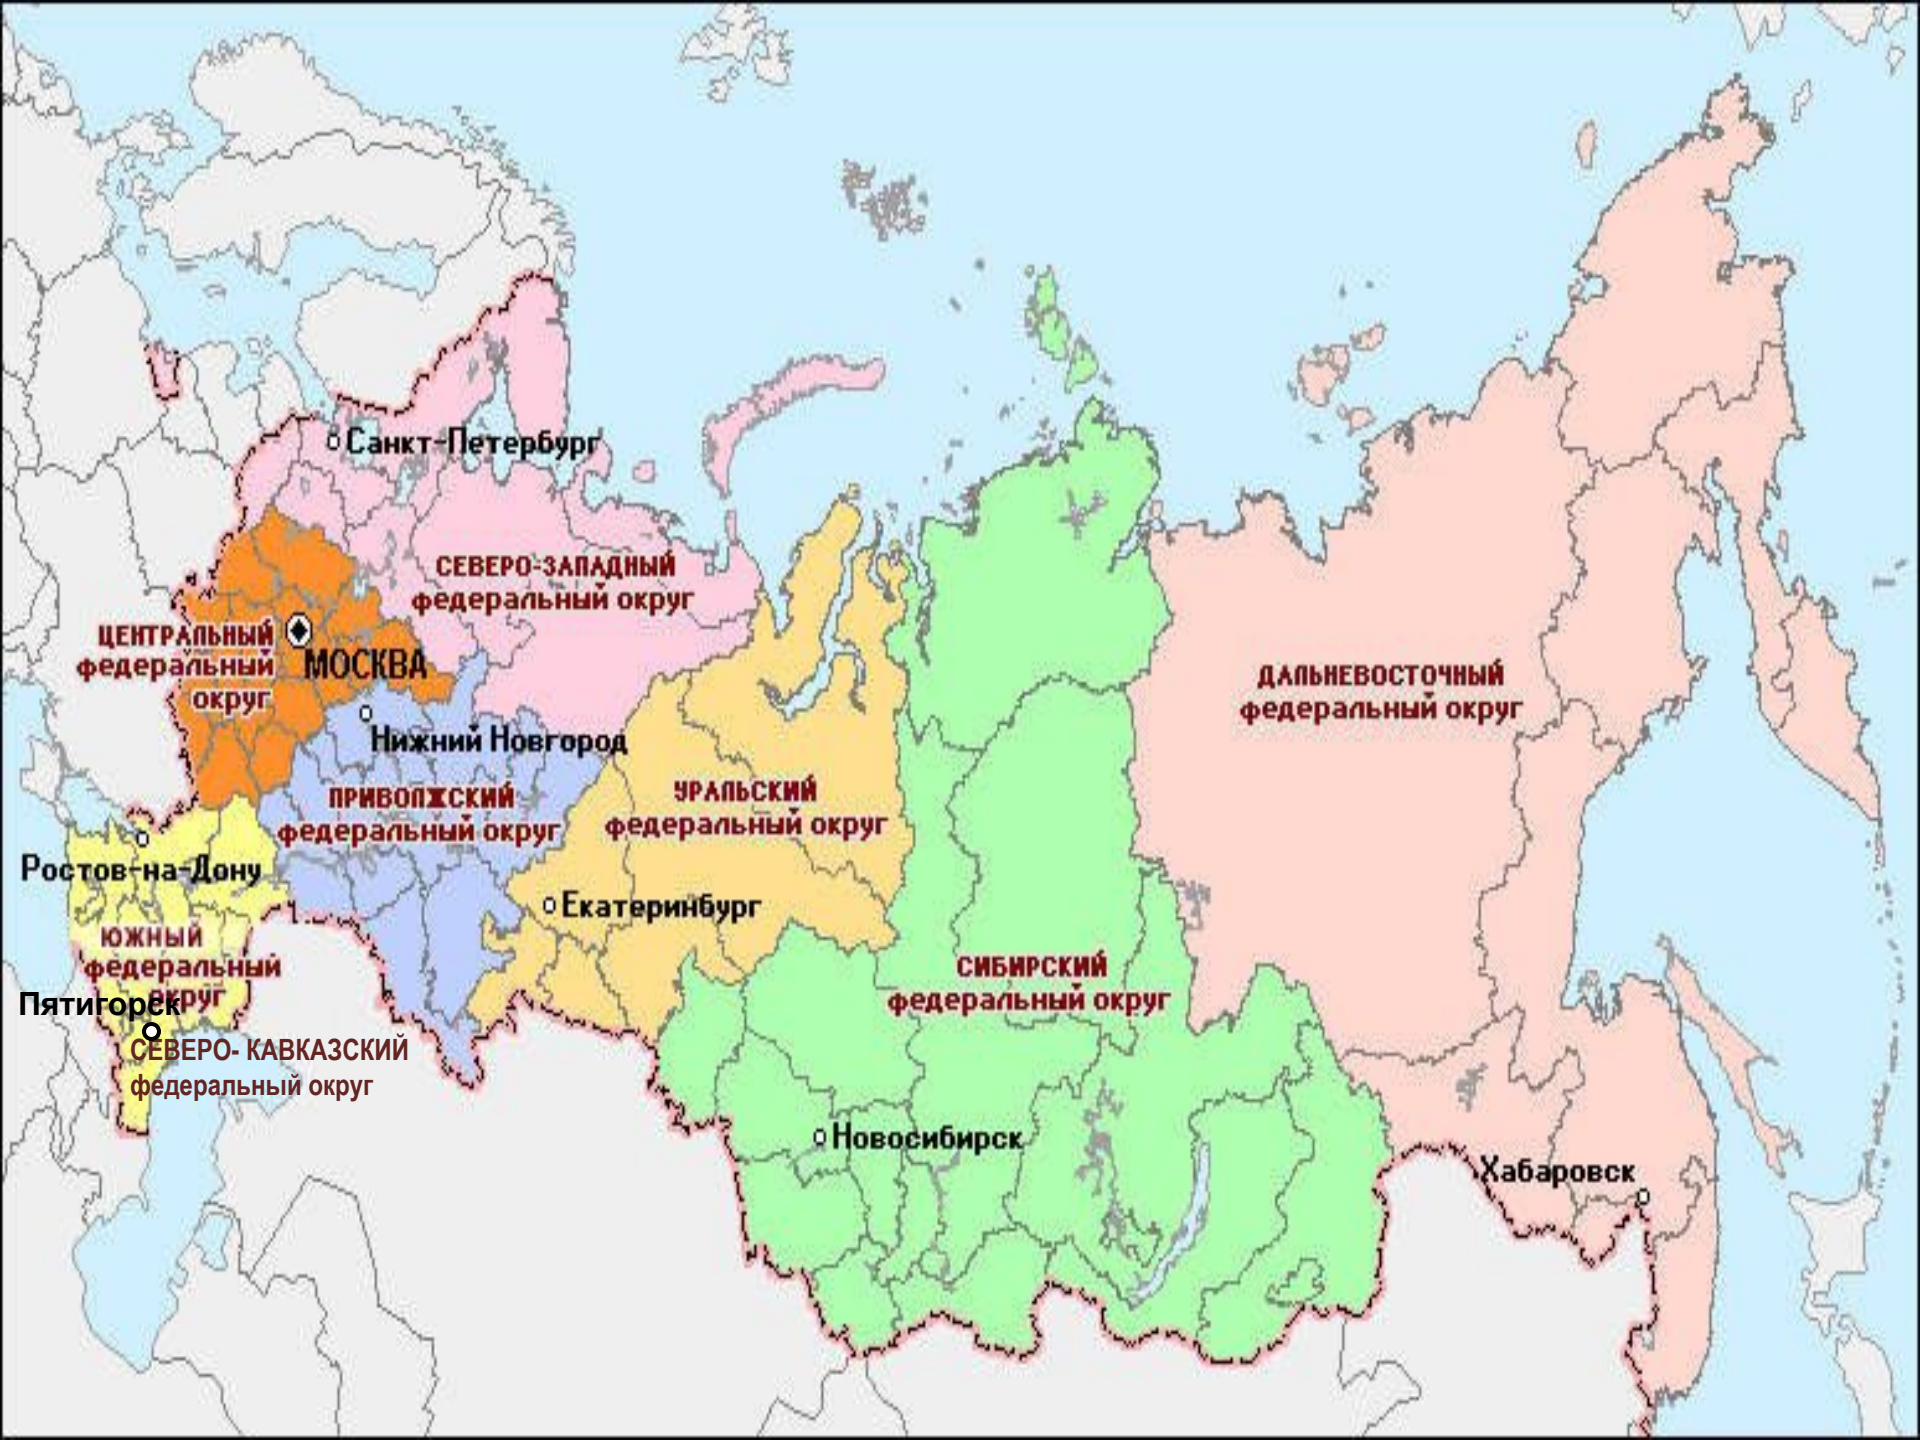 Санкт-Петербург
СЕВЕРО-ЗАПАДНЫЙ
федеральный округ
ЦЕНТРАЛЬНЫЙ
федеральный
округ
МОСКВА
ДАЛЬНЕВОСТОЧНЫЙ
федеральный округ
Нижний Новгород
ПРИВОЛЖСКИЙ
федеральный округ
УРАЛЬСКИЙ
федеральный округ
Ростов-на-Дону
Екатеринбург
ЮЖНЫЙ
федеральный
округ
Пятигорск
СИБИРСКИЙ
федеральный округ
СЕВЕРО- КАВКАЗСКИЙ
федеральный округ
Новосибирск
Хабаровск